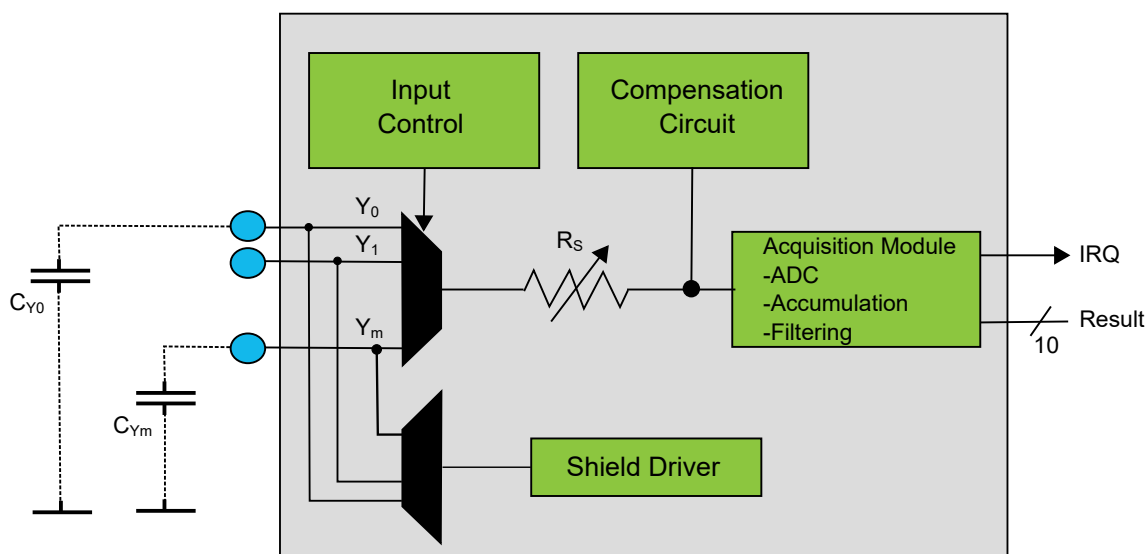 Input
Control
Compensation
Circuit
Y0
Y1
RS
Acquisition Module
-ADC
-Accumulation
-Filtering
IRQ
Result
10
CY0
Ym
CYm
Shield Driver